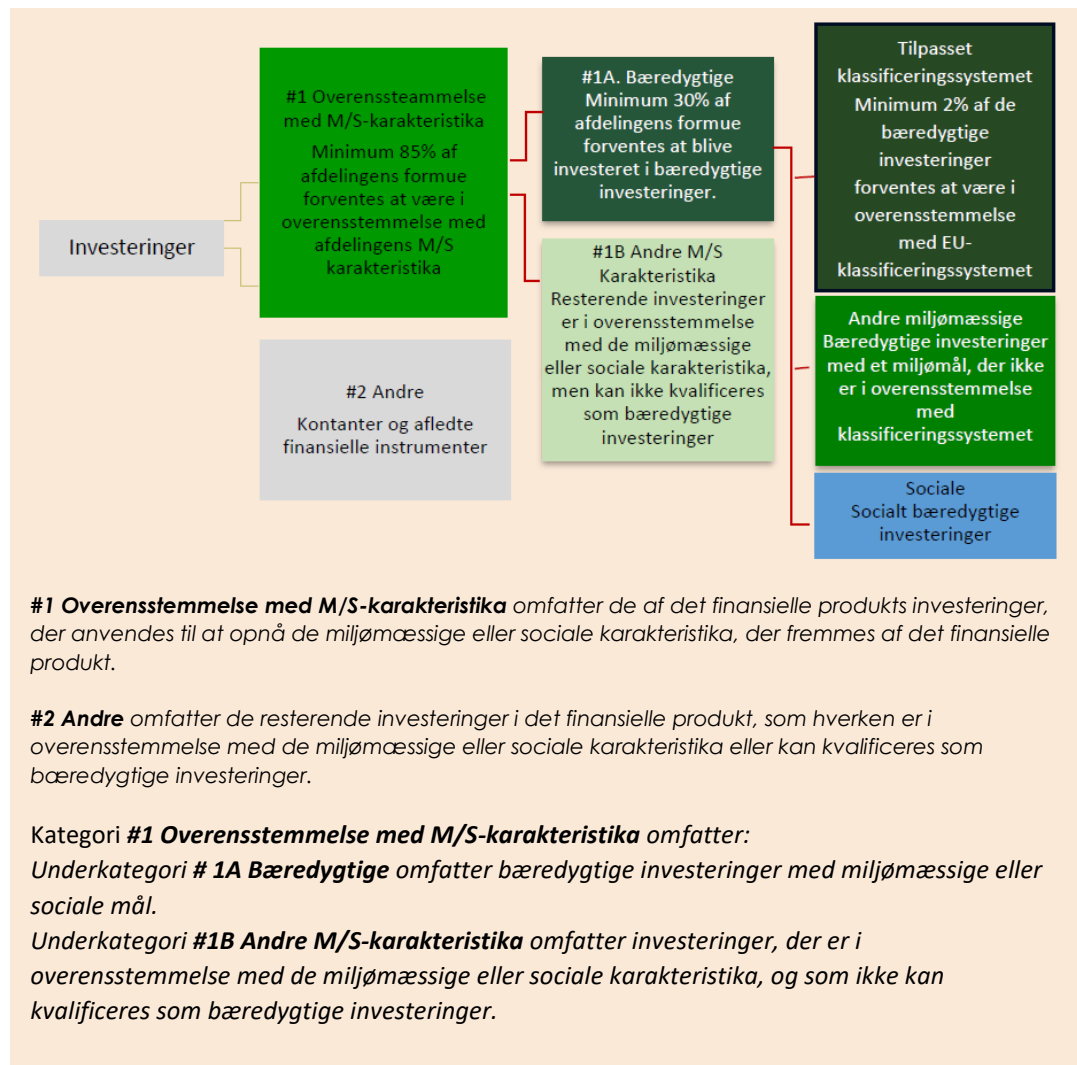 Investeringer
#1 Overenssteammelse
med M/S-karakteristika
Minimum 85% af
afdelingens formue
forventes at være i
overensstemmelse med
afdelingens M/S
karakteristika
#2 Andre
Kontanter og afledte
finansielle instrumenter
#1A. Bæredygtige
Minimum 30% af
afdelingens formue
forventes at blive
investeret i bæredygtige
investeringer.
#1B Andre M/S
Karakteristika
Resterende investeringer
er i overensstemmelse
med de miljømæssige
eller sociale karakteristika,
men kan ikke kvalificeres
som bæredygtige
investeringer
Tilpasset
klassificeringssystemet
Minimum 2% af de
bæredygtige
investeringer
forventes at være i
overensstemmelse
med EU-
klassificeringssystemet
Andre miljømæssige
Bæredygtige investeringer
med et miljømål, der ikke
er i overensstemmelse
med
klassificeringssystemet
Sociale
Socialt bæredygtige
investeringer
#1 Overensstemmelse med M/S-karakteristika omfatter de af det finansielle produkts investeringer,
der anvendes til at opnå de miljømæssige eller sociale karakteristika, der fremmes af det finansielle
produkt.
#2 Andre omfatter de resterende investeringer i det finansielle produkt, som hverken er i
overensstemmelse med de miljømæssige eller sociale karakteristika eller kan kvalificeres som
bæredygtige investeringer.
Kategori #1 Overensstemmelse med M/S-karakteristika omfatter:
Underkategori # 1A Bæredygtige omfatter bæredygtige investeringer med miljømæssige eller
sociale mål.
Underkategori #1B Andre M/S-karakteristika omfatter investeringer, der er i
overensstemmelse med de miljømæssige eller sociale karakteristika, og som ikke kan
kvalificeres som bæredygtige investeringer.